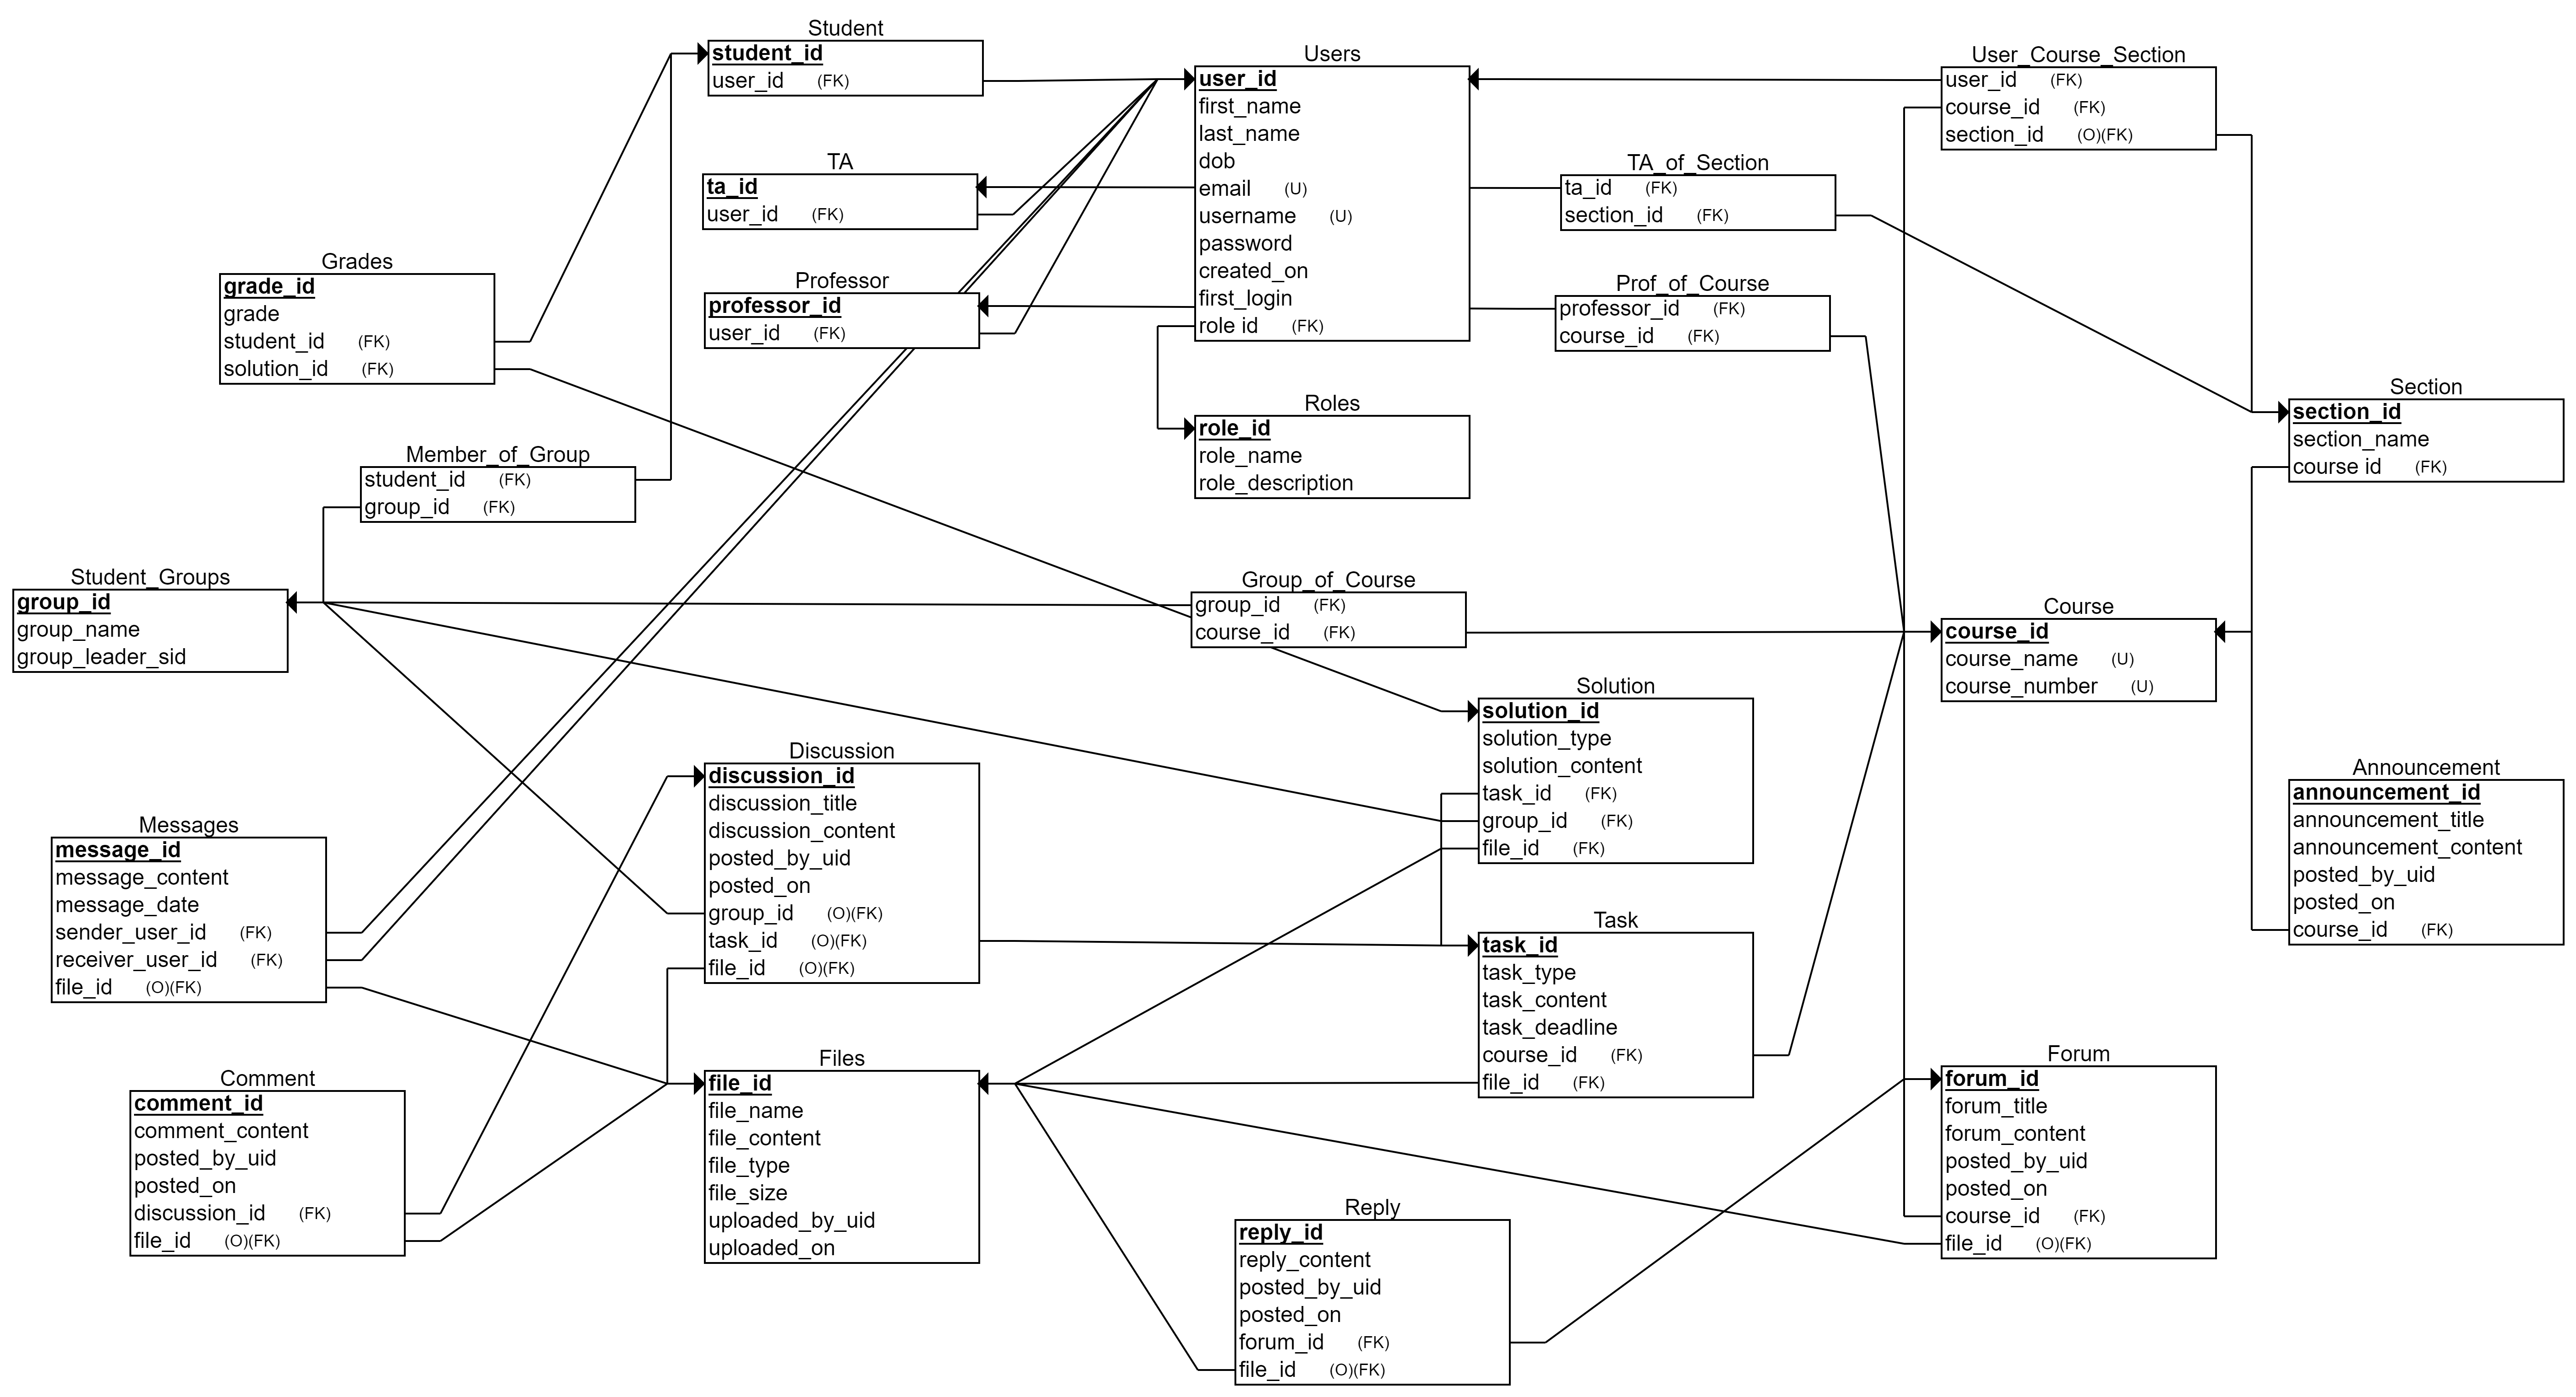 Student
student_id
user_id (FK)
Users
user_id
first_name
last_name
dob
email (U)
username (U)
password
created_on
first_login
role id (FK)
User_Course_Section
user_id (FK)
course_id (FK)
section_id (O)(FK)
TA
ta_id
user_id (FK)
TA_of_Section
ta_id (FK)
section_id (FK)
Grades
grade_id
grade
student_id (FK)
solution_id (FK)
Professor
professor_id
user_id (FK)
Prof_of_Course
professor_id (FK)
course_id (FK)
Roles
role_id
role_name
role_description
Section
section_id
section_name
course id (FK)
Member_of_Group
student_id (FK)
group_id (FK)
Student_Groups
group_id
group_name
group_leader_sid
Group_of_Course
group_id (FK)
course_id (FK)
Course
course_id
course_name (U)
course_number (U)
Solution
solution_id
solution_type
solution_content
task_id (FK)
group_id (FK)
file_id (FK)
Discussion
discussion_id
discussion_title
discussion_content
posted_by_uid
posted_on
group_id (O)(FK)
task_id (O)(FK)
file_id (O)(FK)
Announcement
announcement_id
announcement_title
announcement_content
posted_by_uid
posted_on
course_id (FK)
Messages
message_id
message_content
message_date
sender_user_id (FK)
receiver_user_id (FK)
file_id (O)(FK)
Task
task_id
task_type
task_content
task_deadline
course_id (FK)
file_id (FK)
Comment
comment_id
comment_content
posted_by_uid
posted_on
discussion_id (FK)
file_id (O)(FK)
Files
file_id
file_name
file_content
file_type
file_size
uploaded_by_uid
uploaded_on
Forum
forum_id
forum_title
forum_content
posted_by_uid
posted_on
course_id (FK)
file_id (O)(FK)
Reply
reply_id
reply_content
posted_by_uid
posted_on
forum_id (FK)
file_id (O)(FK)